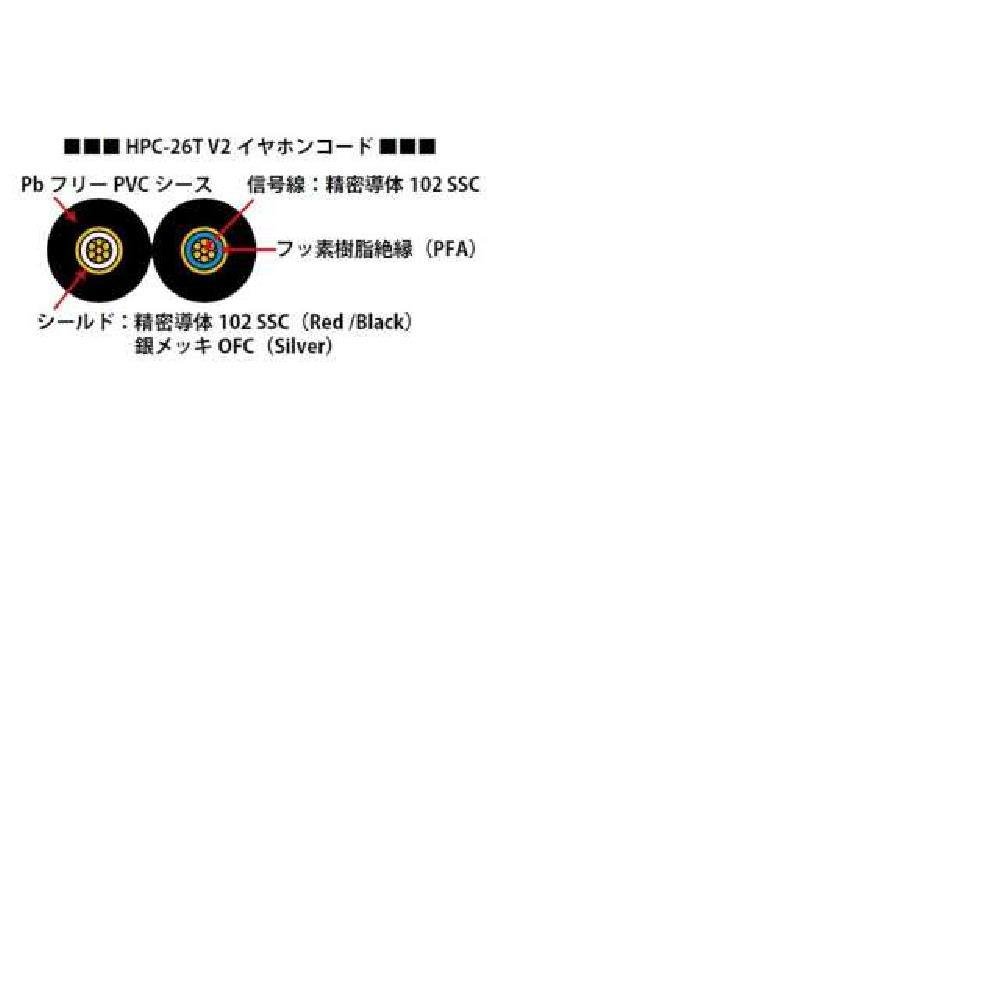 ■■■ HPC-26T V2 イヤホンコード ■■■
Pb フリー PVC シース
信号線：精密導体 102 SSC
フッ素樹脂絶縁（PFA）
シールド：精密導体 102 SSC（Red /Black）
銀メッキ OFC（Silver）